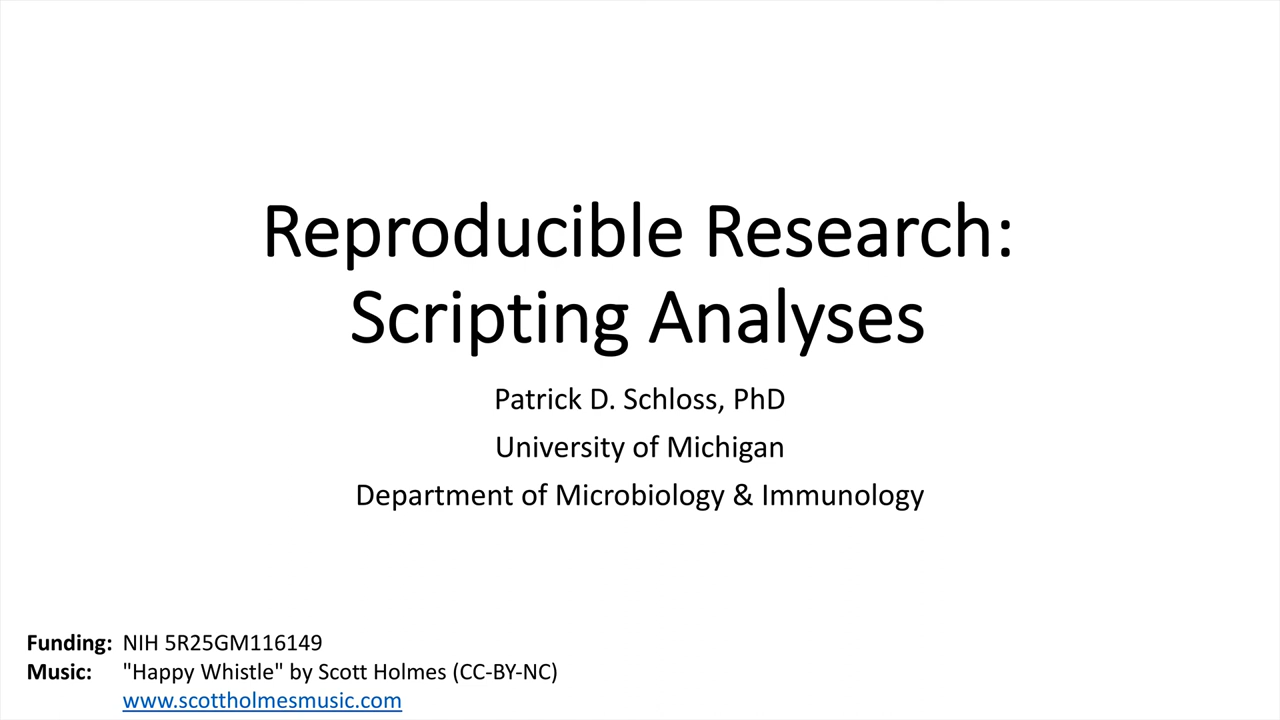 Reproducible Research:
Scripting Analyses
Patrick D. Schloss, PhD
University of Michigan
Department of Microbiology & Immunology
Funding: NIH 5R25GM116149
Music: "Happy Whistle" by Scott Holmes (CC-BY-NC)
www.scottholmesmusic.com